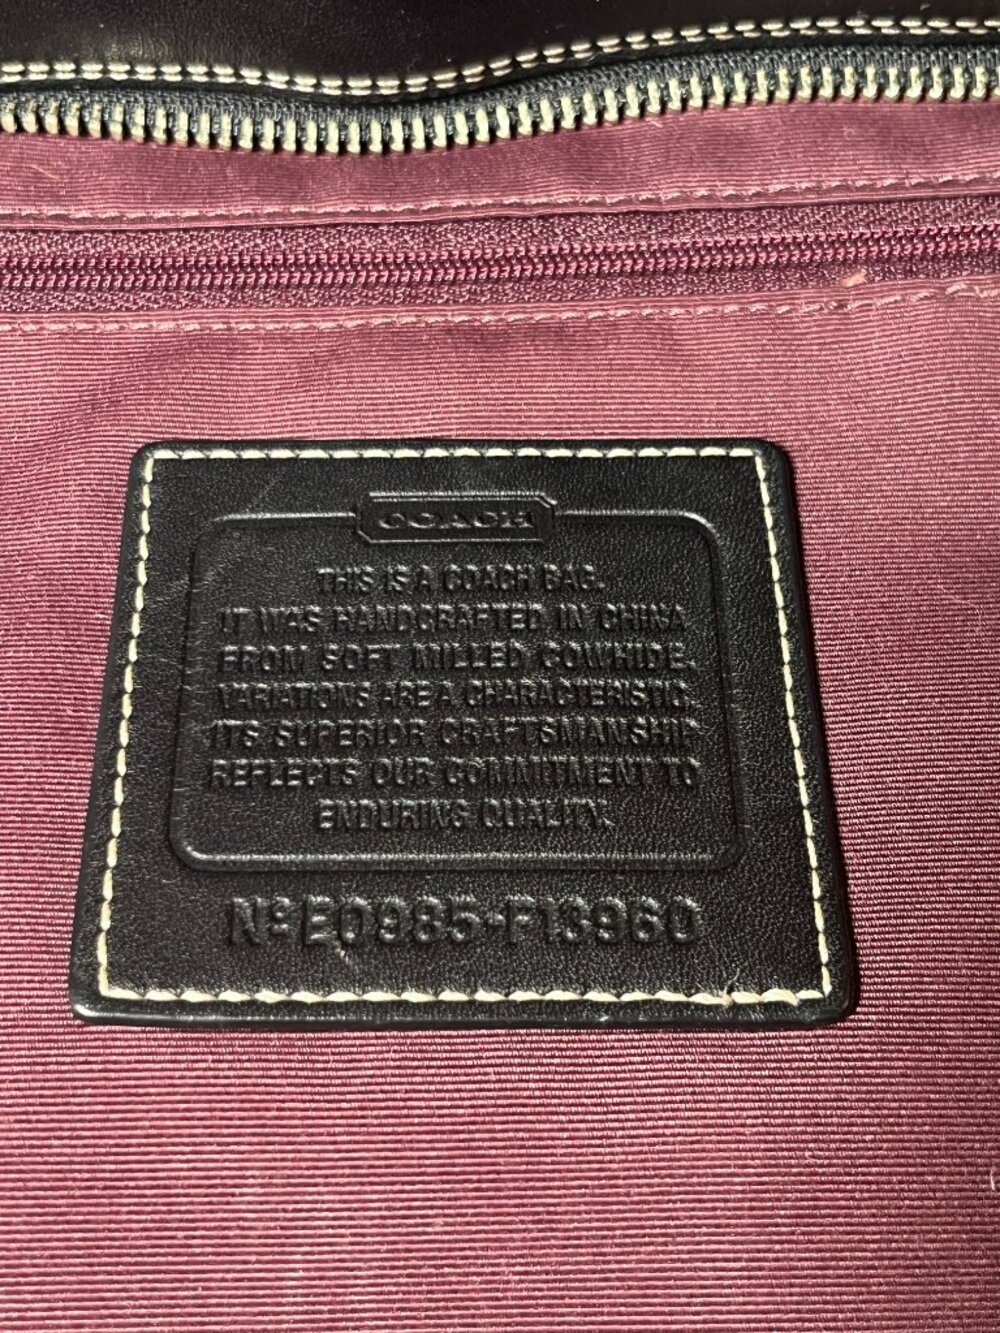 COACH
THIS IS A COACH BAG.
IT WAS HANDCRAFTED IN CHINA
FROM SOFT MILLED COWHIDE.
VARIATIONS ARE A CHARACTERISTIC.
ITS SUPERIOR CRAFTSMANSHIP
REFLECTS OUR COMMITMENT TO
ENDURING QUALITY.
Nº E0985-F13960